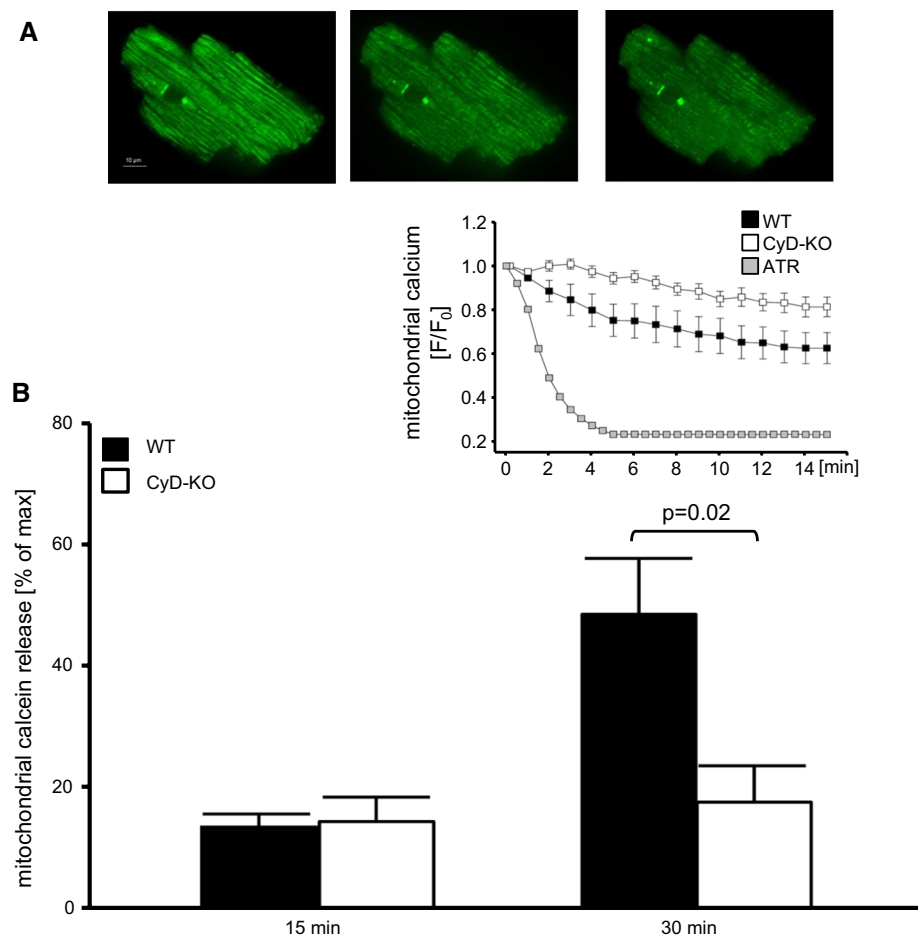 A
10 µm
mitochondrial calcium
[F/F0]
1.2
1.0
0.8
0.6
0.4
0.2
0 2 4 6 8 10 12 14 [min]
WT
CyD-KO
ATR
B
mitochondrial calcein release [% of max]
80
60
40
20
0
WT
CyD-KO
p=0.02
15 min
30 min